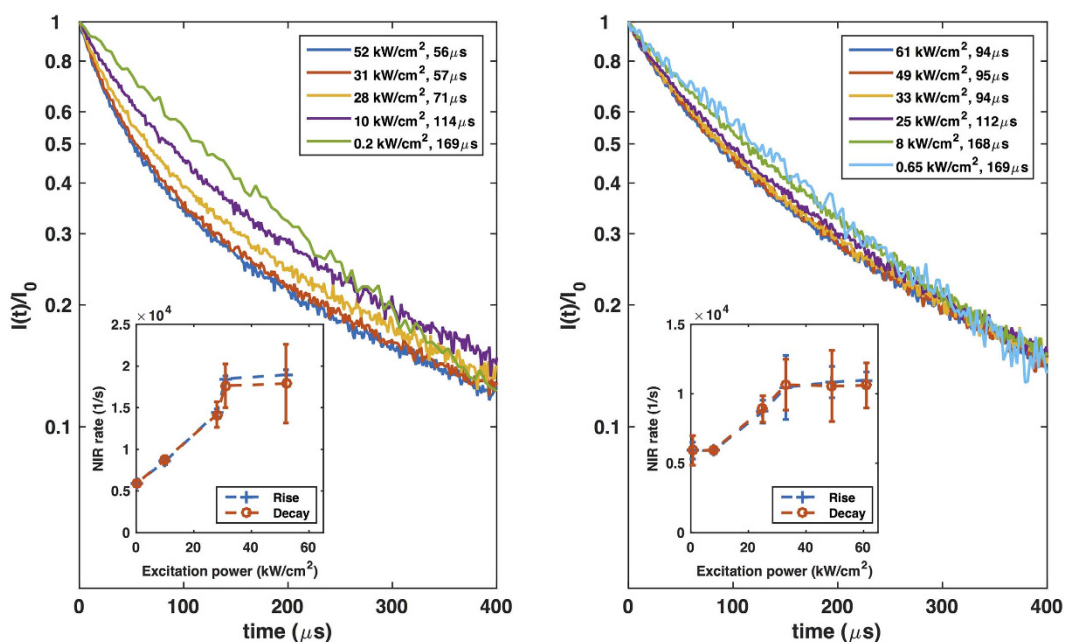 1
0.8
0.6
0.5
0.4
0.3
0.2
0.1
I(t)/I0
0
100
200
300
400
time (μs)
52 kW/cm², 56μs
31 kW/cm², 57μs
28 kW/cm², 71μs
10 kW/cm², 114μs
0.2 kW/cm², 169μs
×10⁴
2.5
2
1.5
1
0.5
0
NIR rate (1/s)
0
20
40
60
Excitation power (kW/cm²)
Rise
Decay
1
0.8
0.6
0.5
0.4
0.3
0.2
0.1
I(t)/I0
0
100
200
300
400
time (μs)
61 kW/cm², 94μs
49 kW/cm², 95μs
33 kW/cm², 94μs
25 kW/cm², 112μs
8 kW/cm², 168μs
0.65 kW/cm², 169μs
×10⁴
1.5
1
0.5
0
NIR rate (1/s)
0
20
40
60
Excitation power (kW/cm²)
Rise
Decay